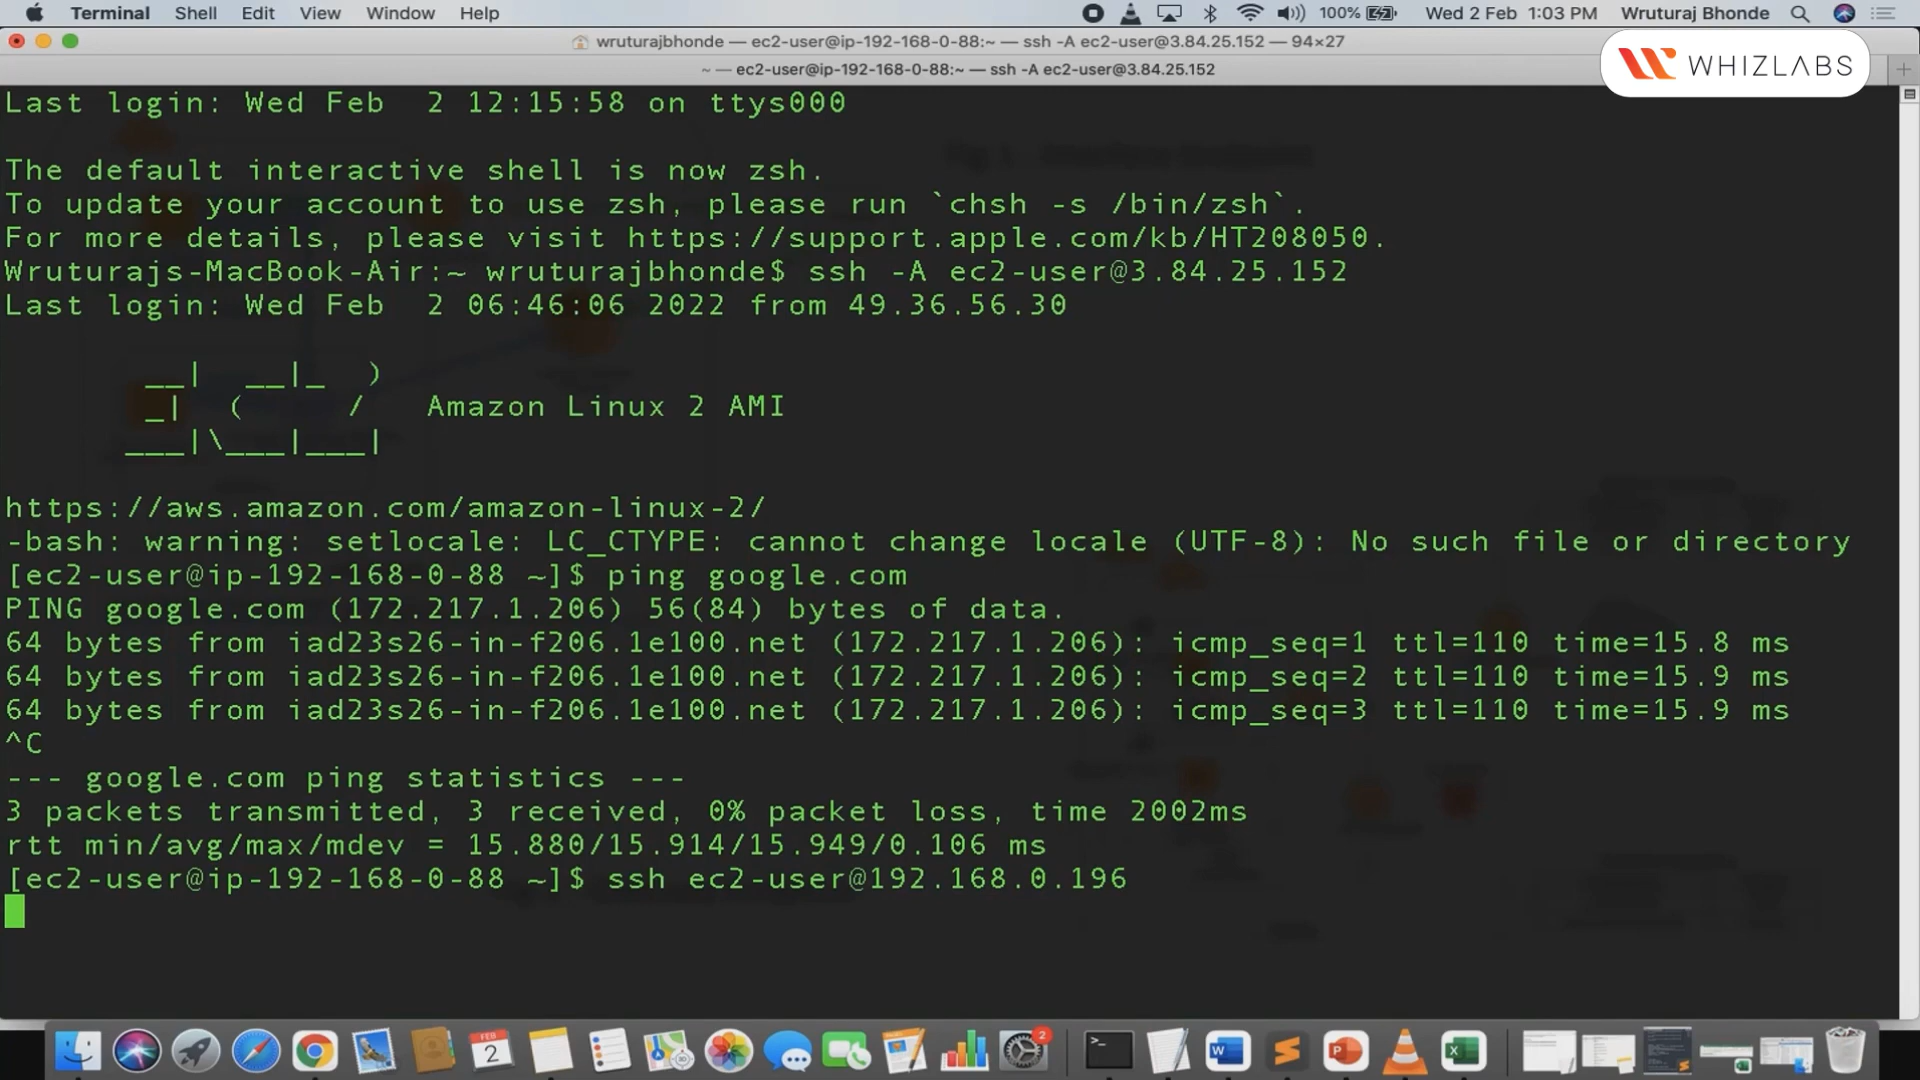 Terminal Shell Edit View Window Help 100% Wed 2 Feb 1:03 PM Wruturaj Bhonde
wruturajbhonde — ec2-user@ip-192-168-0-88:~ — ssh -A ec2-user@3.84.25.152 — 94×27
~ — ec2-user@ip-192-168-0-88:~ — ssh -A ec2-user@3.84.25.152
WHIZLABS
Last login: Wed Feb  2 12:15:58 on ttys000
The default interactive shell is now zsh.
To update your account to use zsh, please run `chsh -s /bin/zsh`.
For more details, please visit https://support.apple.com/kb/HT208050.
Wruturajs-MacBook-Air:~ wruturajbhonde$ ssh -A ec2-user@3.84.25.152
Last login: Wed Feb  2 06:46:06 2022 from 49.36.56.30
       __|  __|_  )
       _|  (     /   Amazon Linux 2 AMI
      ___|\___|___|
https://aws.amazon.com/amazon-linux-2/
-bash: warning: setlocale: LC_CTYPE: cannot change locale (UTF-8): No such file or directory
[ec2-user@ip-192-168-0-88 ~]$ ping google.com
PING google.com (172.217.1.206) 56(84) bytes of data.
64 bytes from iad23s26-in-f206.1e100.net (172.217.1.206): icmp_seq=1 ttl=110 time=15.8 ms
64 bytes from iad23s26-in-f206.1e100.net (172.217.1.206): icmp_seq=2 ttl=110 time=15.9 ms
64 bytes from iad23s26-in-f206.1e100.net (172.217.1.206): icmp_seq=3 ttl=110 time=15.9 ms
^C
--- google.com ping statistics ---
3 packets transmitted, 3 received, 0% packet loss, time 2002ms
rtt min/avg/max/mdev = 15.880/15.914/15.949/0.106 ms
[ec2-user@ip-192-168-0-88 ~]$ ssh ec2-user@192.168.0.196
FEB
2
2